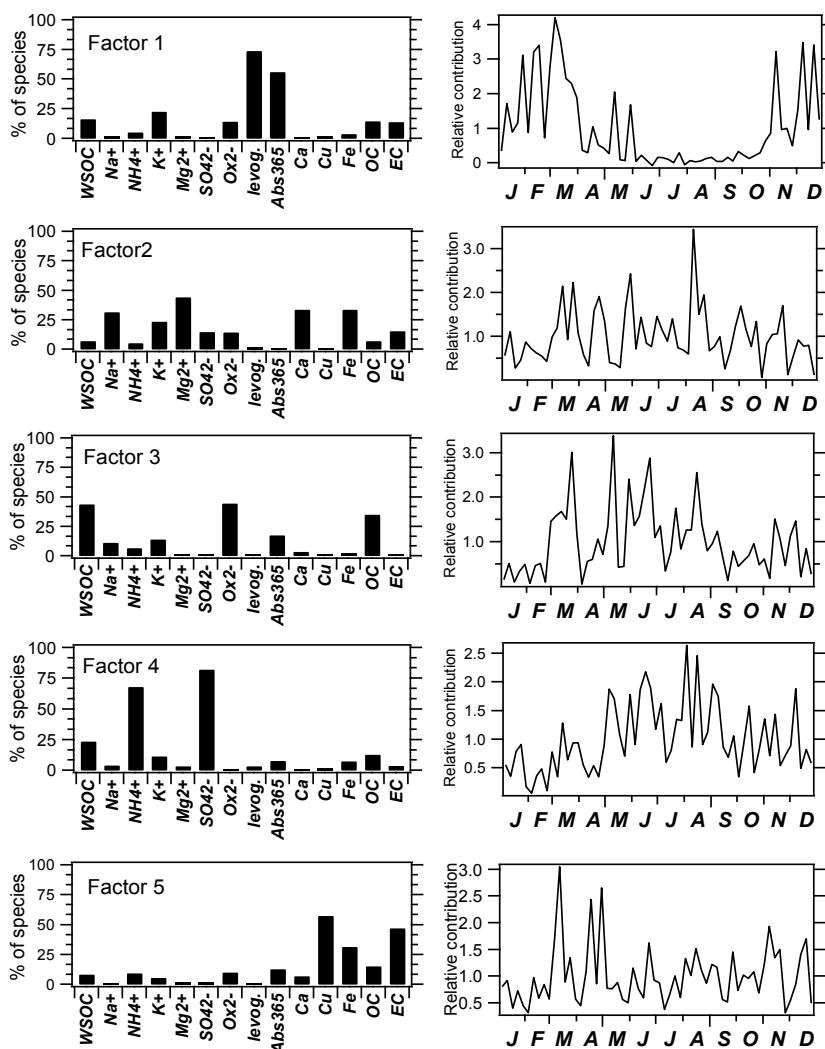 % of species
100
75
50
25
0
Factor 1
WSOC
Na+
NH4+
K+
Mg2+
SO42-
Ox2-
levog.
Abs365
Ca
Cu
Fe
OC
EC
Relative contribution
4
3
2
1
0
J F M A M J J A S O N D
% of species
100
75
50
25
0
Factor2
WSOC
Na+
NH4+
K+
Mg2+
SO42-
Ox2-
levog.
Abs365
Ca
Cu
Fe
OC
EC
Relative contribution
3.0
2.0
1.0
J F M A M J J A S O N D
% of species
100
75
50
25
0
Factor 3
WSOC
Na+
NH4+
K+
Mg2+
SO42-
Ox2-
levog.
Abs365
Ca
Cu
Fe
OC
EC
Relative contribution
3.0
2.0
1.0
J F M A M J J A S O N D
% of species
100
75
50
25
0
Factor 4
WSOC
Na+
NH4+
K+
Mg2+
SO42-
Ox2-
levog.
Abs365
Ca
Cu
Fe
OC
EC
Relative contribution
2.5
2.0
1.5
1.0
0.5
J F M A M J J A S O N D
% of species
100
75
50
25
0
Factor 5
WSOC
Na+
NH4+
K+
Mg2+
SO42-
Ox2-
levog.
Abs365
Ca
Cu
Fe
OC
EC
Relative contribution
3.0
2.5
2.0
1.5
1.0
0.5
J F M A M J J A S O N D